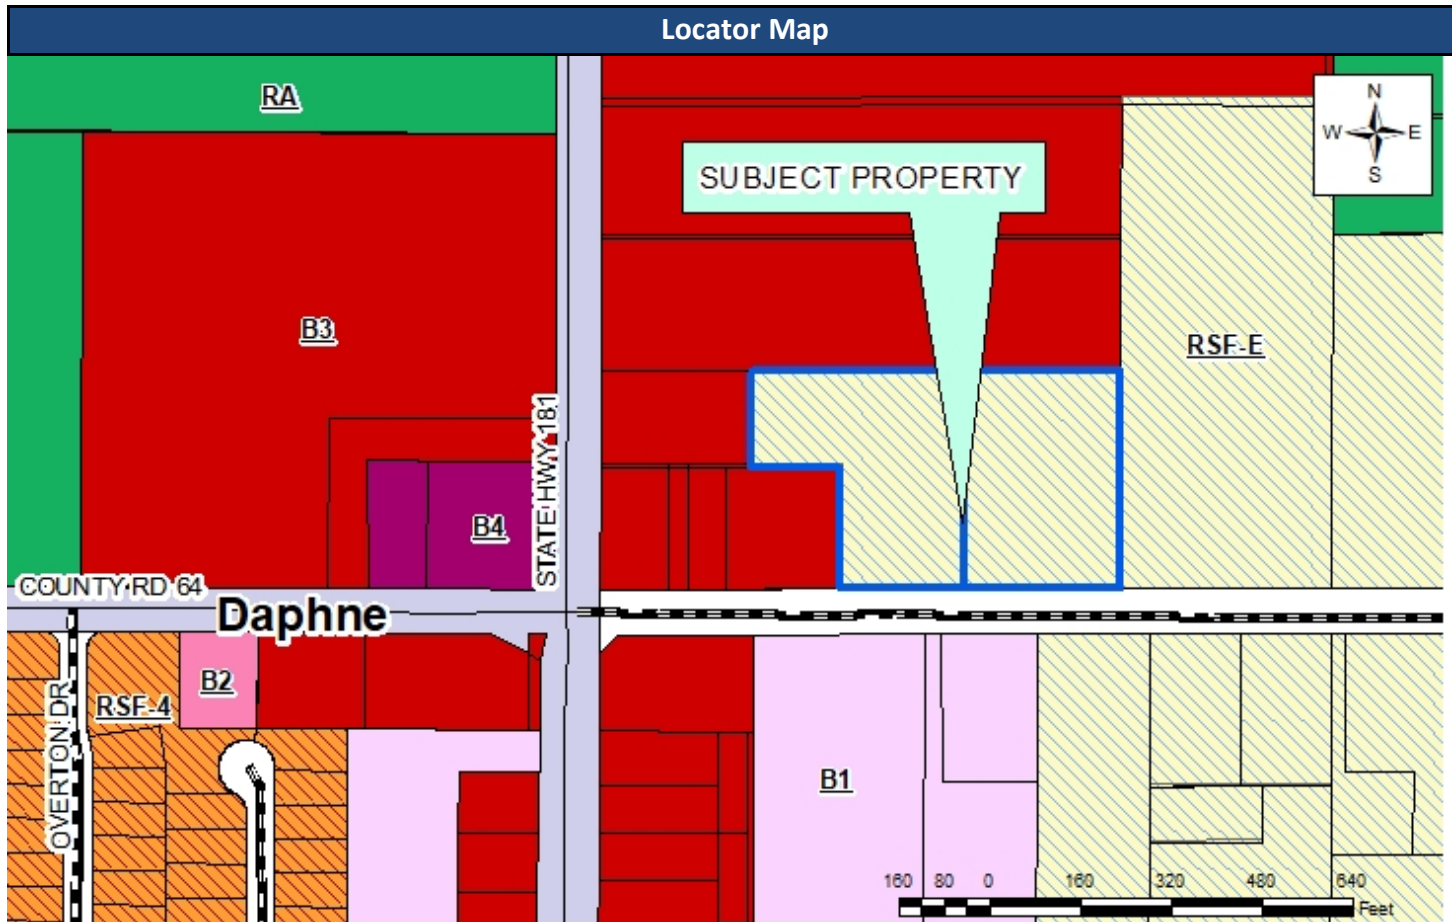 Locator Map
RA
N
W E
S
SUBJECT PROPERTY
B3
RSF-E
STATE HWY 181
B4
COUNTY RD 64
Daphne
B2
RSF-4
OVERTON DR
B1
160 80 0 160 320 480 640
Feet